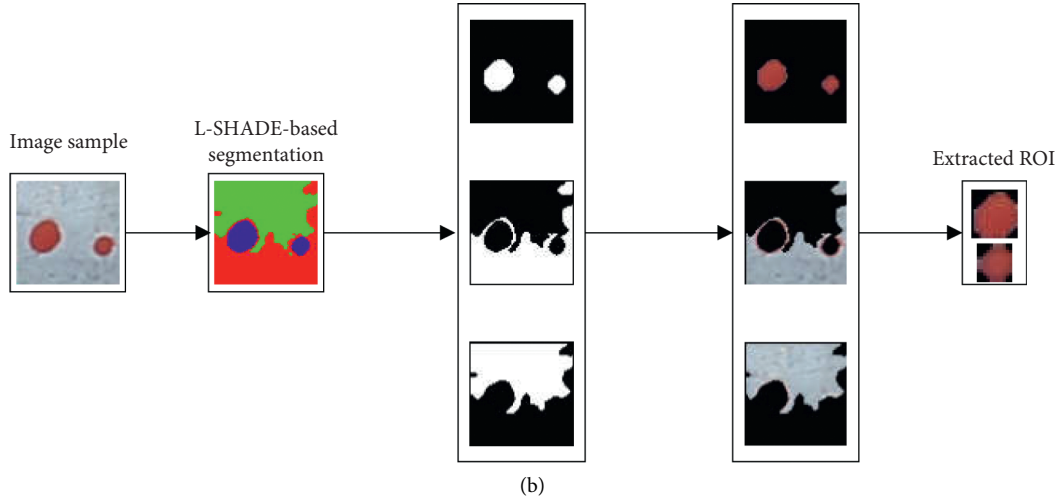 Image sample
L-SHADE-based
segmentation
Extracted ROI
(b)